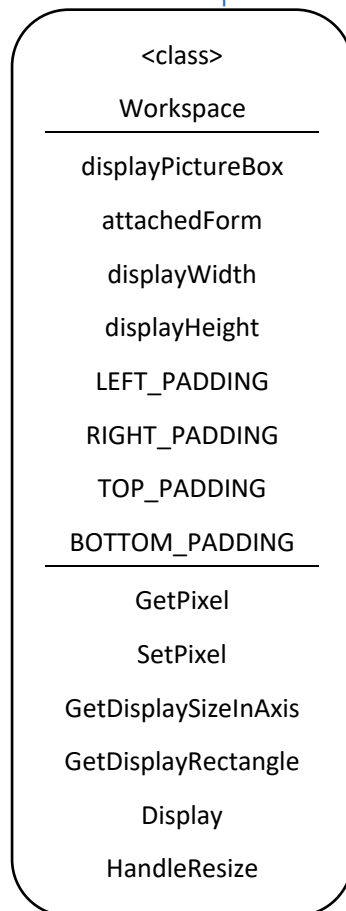 <class>
Workspace
displayPictureBox
attachedForm
displayWidth
displayHeight
LEFT_PADDING
RIGHT_PADDING
TOP_PADDING
BOTTOM_PADDING
GetPixel
SetPixel
GetDisplaySizeInAxis
GetDisplayRectangle
Display
HandleResize